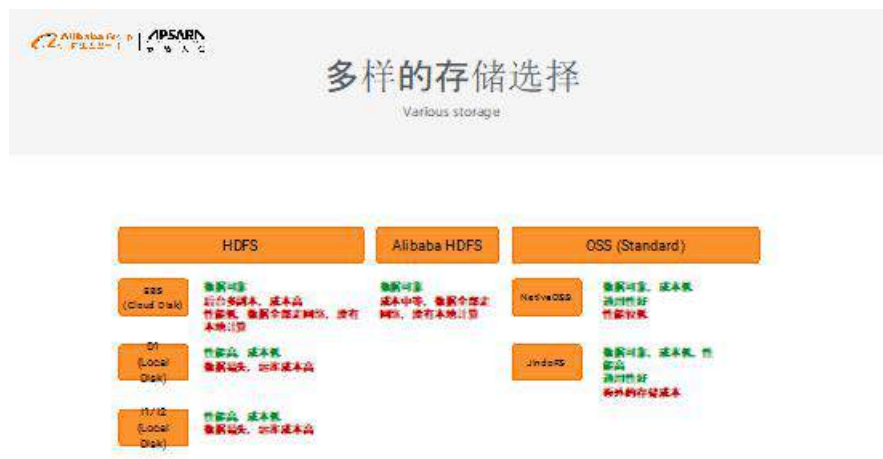 Alibaba Group
APSARA
多样的存储选择
Various storage
HDFS
Alibaba HDFS
OSS (Standard)
(Cloud Disk)
数据可靠
后台多副本，成本高
性能低，数据全部走网络，没有
本地计算
数据可靠
成本中等，数据全部走
网络，没有本地计算
NativeOSS
数据可靠，成本低
通用性好
性能较低
D1
(Local
Disk)
性能高，成本低
数据易失，运维成本高
JindoFS
数据可靠，成本低，性
能高
通用性好
额外的存储成本
I1/I2
(Local
Disk)
性能高，成本低
数据易失，运维成本高